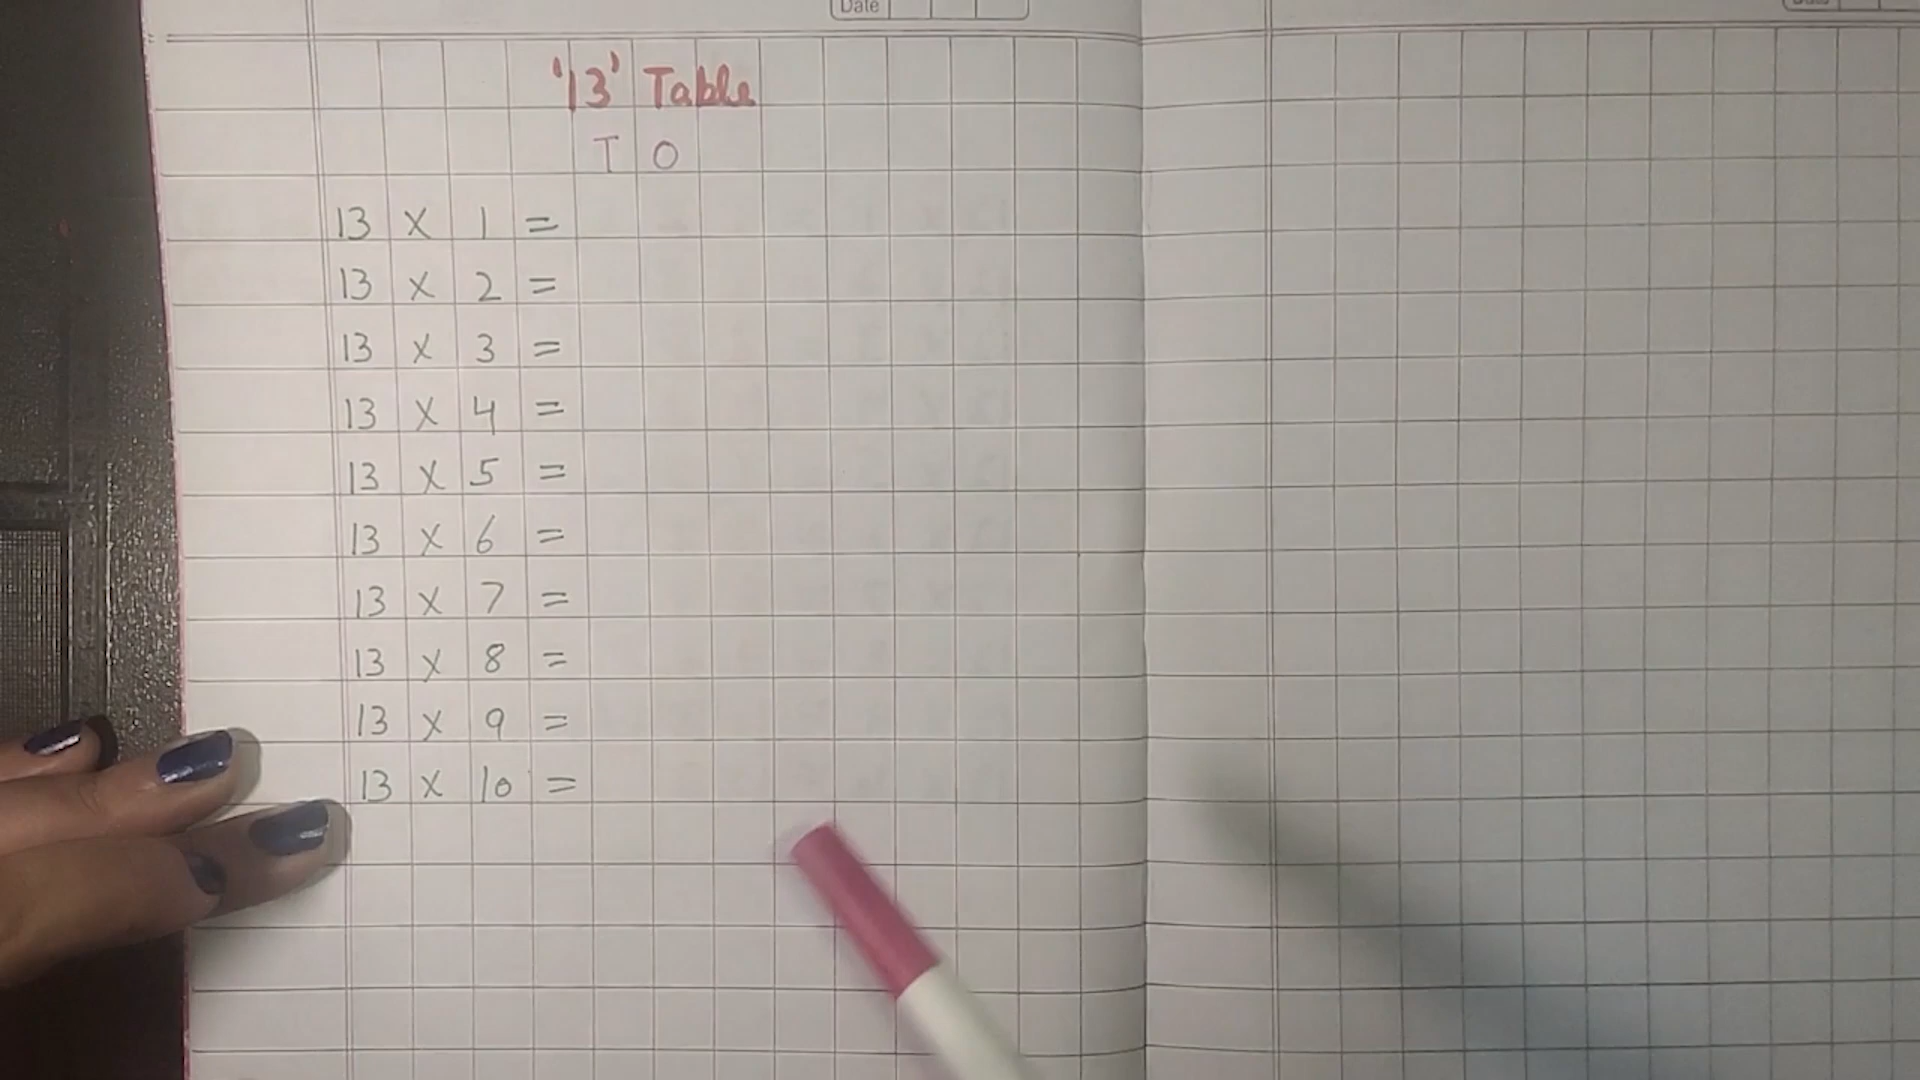 Date
'13' Table
T O
13 x 1 =
13 x 2 =
13 x 3 =
13 x 4 =
13 x 5 =
13 x 6 =
13 x 7 =
13 x 8 =
13 x 9 =
13 x 10 =